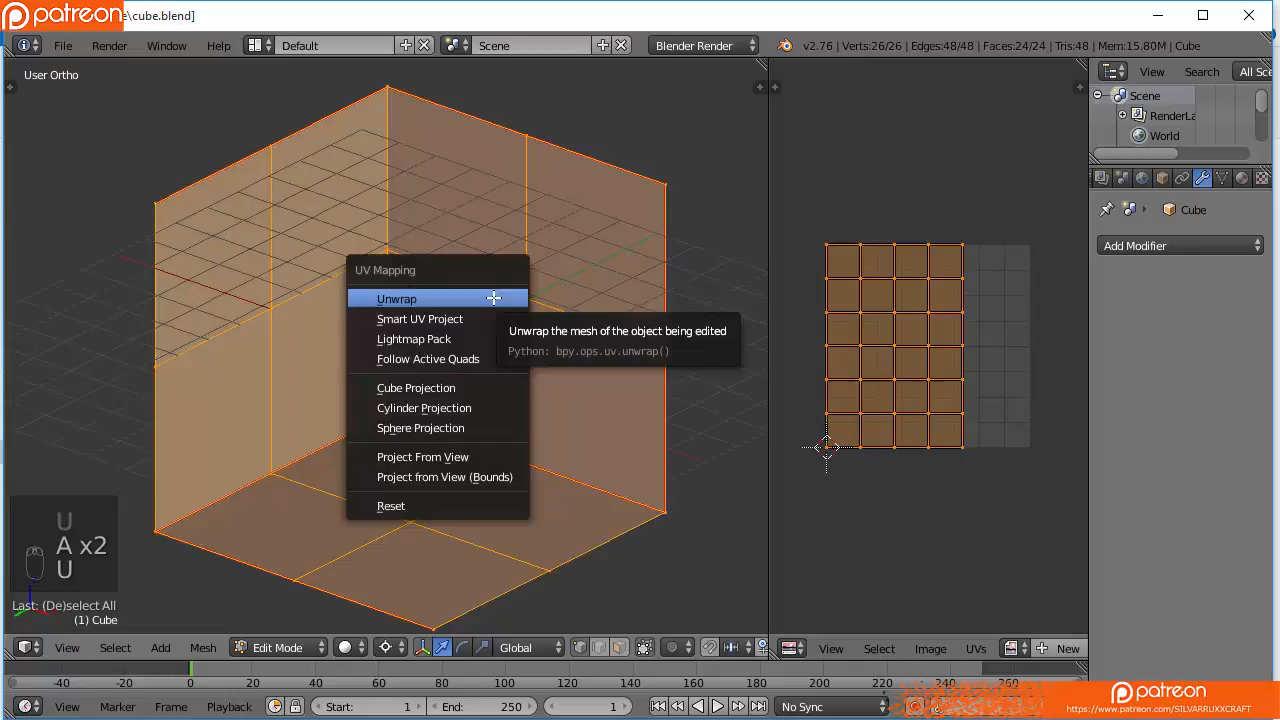 patreon e\cube.blend]
File Render Window Help Default Scene Blender Render v2.76 | Verts:26/26 | Edges:48/48 | Faces:24/24 | Tris:48 | Mem:15.80M | Cube
User Ortho
View Search All Sce
Scene
RenderLa
World
Cube
Add Modifier
UV Mapping
Unwrap
Smart UV Project
Lightmap Pack
Follow Active Quads
Cube Projection
Cylinder Projection
Sphere Projection
Project From View
Project from View (Bounds)
Reset
Unwrap the mesh of the object being edited
Python: bpy.ops.uv.unwrap()
U
A x2
U
Last: (De)select All
(1) Cube
View Select Add Mesh Edit Mode Global View Select Image UVs New
-40 -20 0 20 40 60 80 100 120 140 160 180 200 220 240 260
View Marker Frame Playback Start: 1 End: 250 1 No Sync
patreon
https://www.patreon.com/SILVARRUXXCRAFT